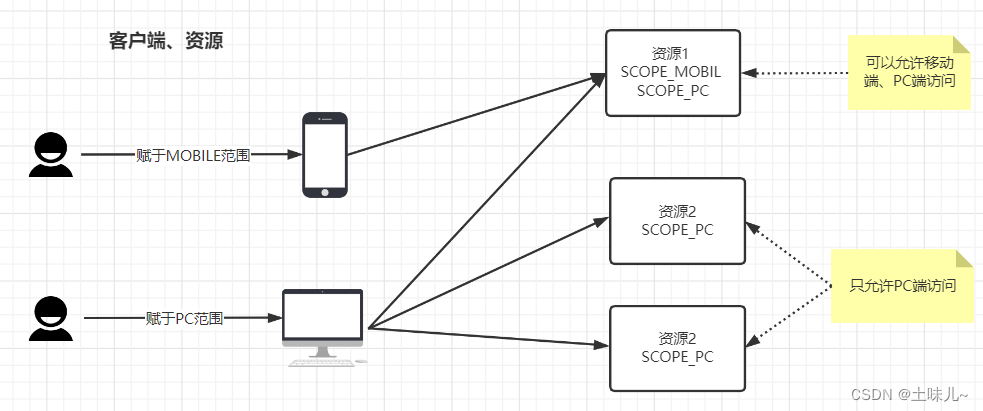 客户端、资源
资源1
SCOPE_MOBIL
SCOPE_PC
可以允许移动
端、PC端访问
赋于MOBILE范围
资源2
SCOPE_PC
只允许PC端访问
赋于PC范围
资源2
SCOPE_PC
CSDN @土味儿~